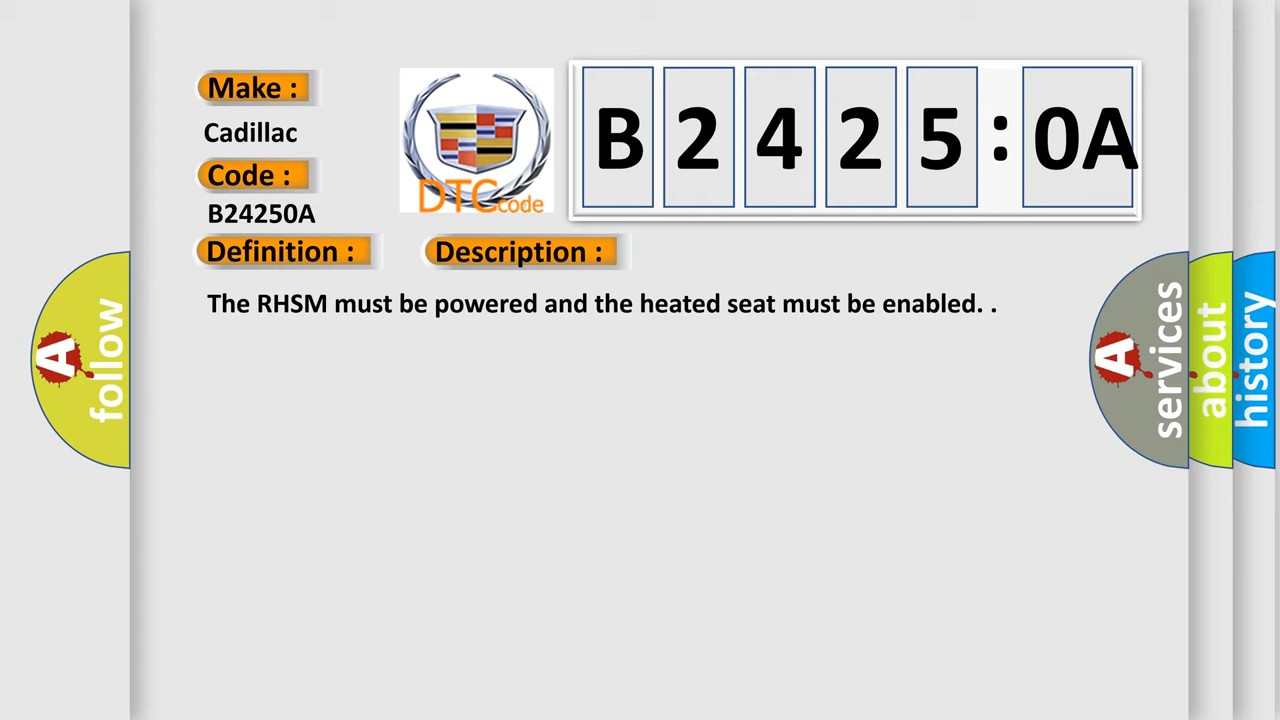 Make :
Cadillac
Code :
B24250A
Definition :
Description :
The RHSM must be powered and the heated seat must be enabled. .
DTC code
B 2 4 2 5 : 0A
A follow
A services
about
history